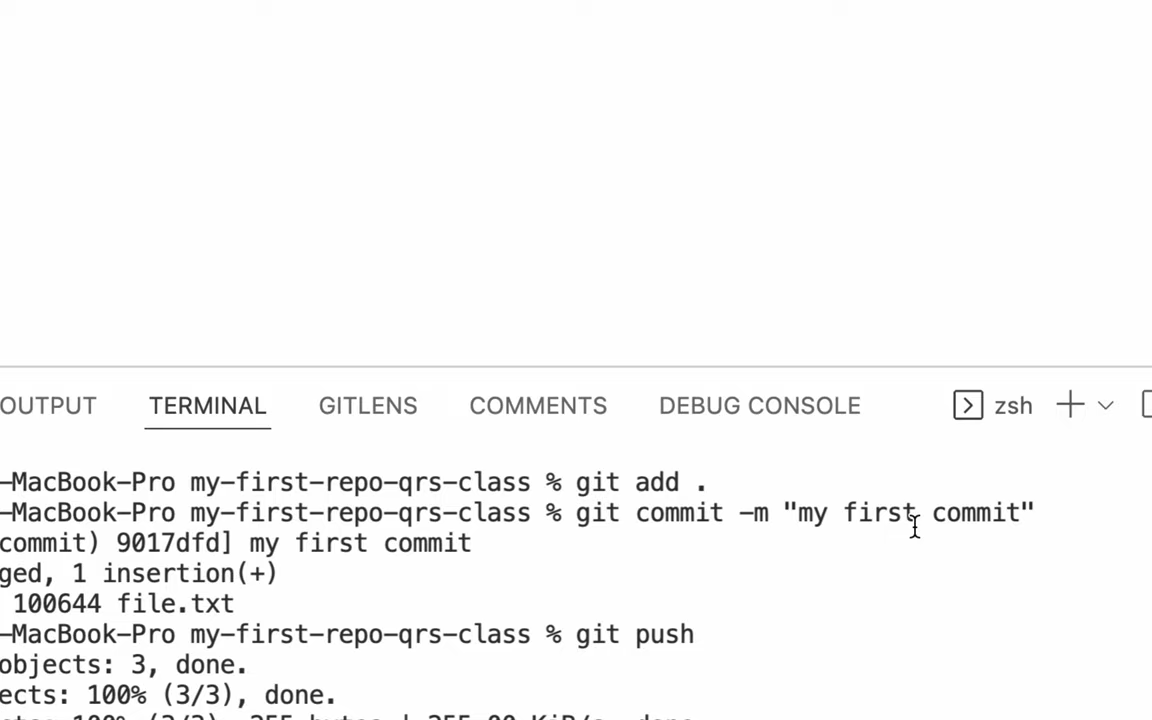 OUTPUT TERMINAL GITLENS COMMENTS DEBUG CONSOLE zsh
-MacBook-Pro my-first-repo-qrs-class % git add .
-MacBook-Pro my-first-repo-qrs-class % git commit -m "my first commit"
commit) 9017dfd] my first commit
ged, 1 insertion(+)
100644 file.txt
-MacBook-Pro my-first-repo-qrs-class % git push
objects: 3, done.
ects: 100% (3/3), done.